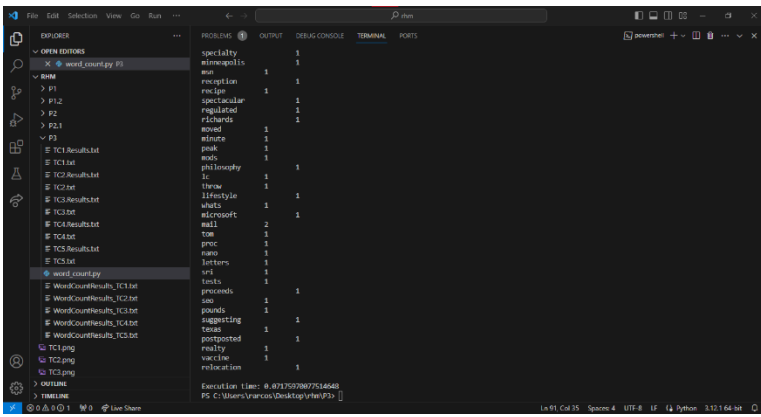 File Edit Selection View Go Run ...
rhm
EXPLORER
OPEN EDITORS
word_count.py P3
RHM
P1
P1.2
P2
P2.1
P3
TC1.Results.txt
TC1.txt
TC2.Results.txt
TC2.txt
TC3.Results.txt
TC3.txt
TC4.Results.txt
TC4.txt
TC5.Results.txt
TC5.txt
word_count.py
WordCountResults_TC1.txt
WordCountResults_TC2.txt
WordCountResults_TC3.txt
WordCountResults_TC4.txt
WordCountResults_TC5.txt
TC1.png
TC2.png
TC3.png
OUTLINE
TIMELINE
PROBLEMS 1 OUTPUT DEBUG CONSOLE TERMINAL PORTS
powershell
specialty 1
minneapolis 1
msn 1
reception 1
recipe 1
spectacular 1
regulated 1
richards 1
moved 1
minute 1
peak 1
mods 1
philosophy 1
lc 1
throw 1
lifestyle 1
whats 1
microsoft 1
mail 2
tom 1
proc 1
nano 1
letters 1
sri 1
tests 1
proceeds 1
seo 1
pounds 1
suggesting 1
texas 1
postposted 1
realty 1
vaccine 1
relocation 1
Execution time: 0.07175970077514648
PS C:\Users\rarcos\Desktop\rhm\P3>
0 0 1 0 Live Share
Ln 91, Col 35 Spaces: 4 UTF-8 LF Python 3.12.1 64-bit